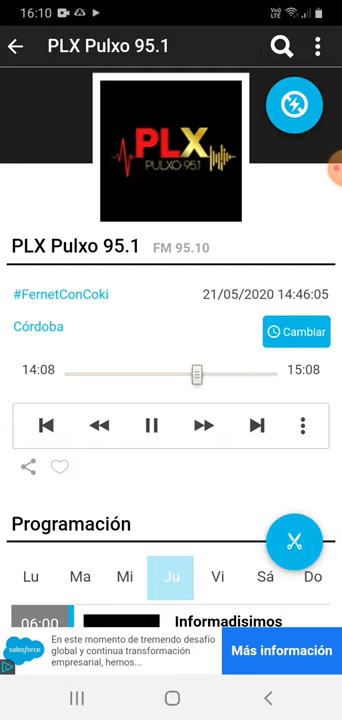 16:10
Vo)) LTE
PLX Pulxo 95.1
PLX
PULXO 95.1
PLX Pulxo 95.1 FM 95.10
#FernetConCoki 21/05/2020 14:46:05
Córdoba
Cambiar
14:08 15:08
Programación
Lu Ma Mi Ju Vi Sá Do
06:00 Informadisimos
salesforce
En este momento de tremendo desafío
global y continua transformación
empresarial, hemos...
Más información